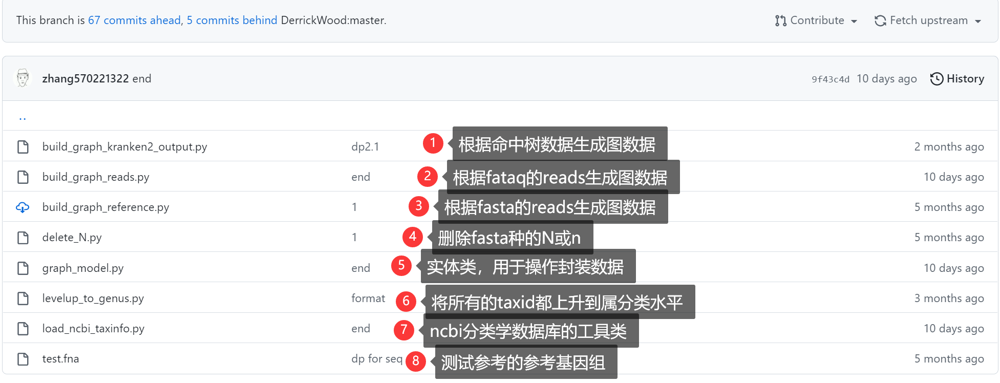 This branch is 67 commits ahead, 5 commits behind DerrickWood:master. Contribute Fetch upstream
zhang570221322 end 9f43c4d 10 days ago History
..
build_graph_kranken2_output.py dp2.1 1 根据命中树数据生成图数据 2 months ago
build_graph_reads.py end 2 根据fataq的reads生成图数据 10 days ago
build_graph_reference.py 1 3 根据fasta的reads生成图数据 5 months ago
delete_N.py 1 4 删除fasta种的N或n 5 months ago
graph_model.py end 5 实体类，用于操作封装数据 10 days ago
levelup_to_genus.py format 6 将所有的taxid都上升到属分类水平 3 months ago
load_ncbi_taxinfo.py end 7 ncbi分类学数据库的工具类 10 days ago
test.fna dp for seq 8 测试参考的参考基因组 5 months ago